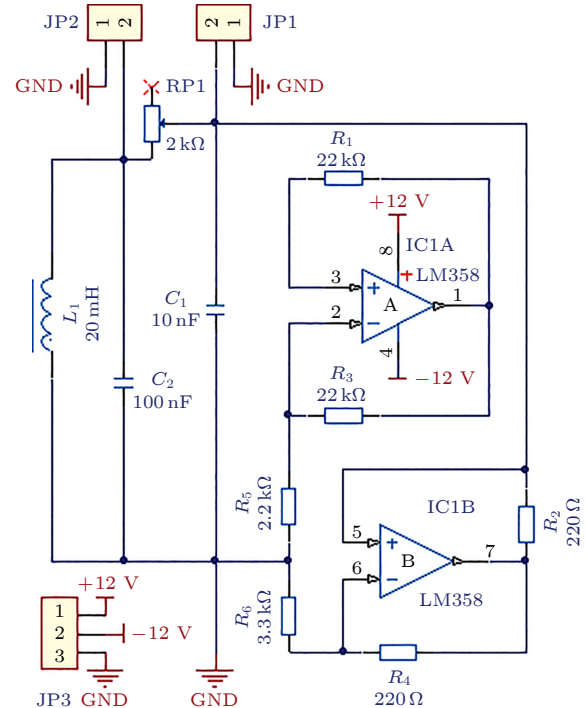 JP2
1
2
2
1
JP1
GND
GND
RP1
2 kΩ
R1
22 kΩ
+12 V
8
IC1A
LM358
3
+
A
1
2
−
4
−12 V
L1
20 mH
C1
10 nF
C2
100 nF
R3
22 kΩ
R5
2.2 kΩ
IC1B
R2
220 Ω
5
+
B
7
6
−
LM358
R6
3.3 kΩ
R4
220 Ω
+12 V
1
2
−12 V
3
JP3
GND
GND